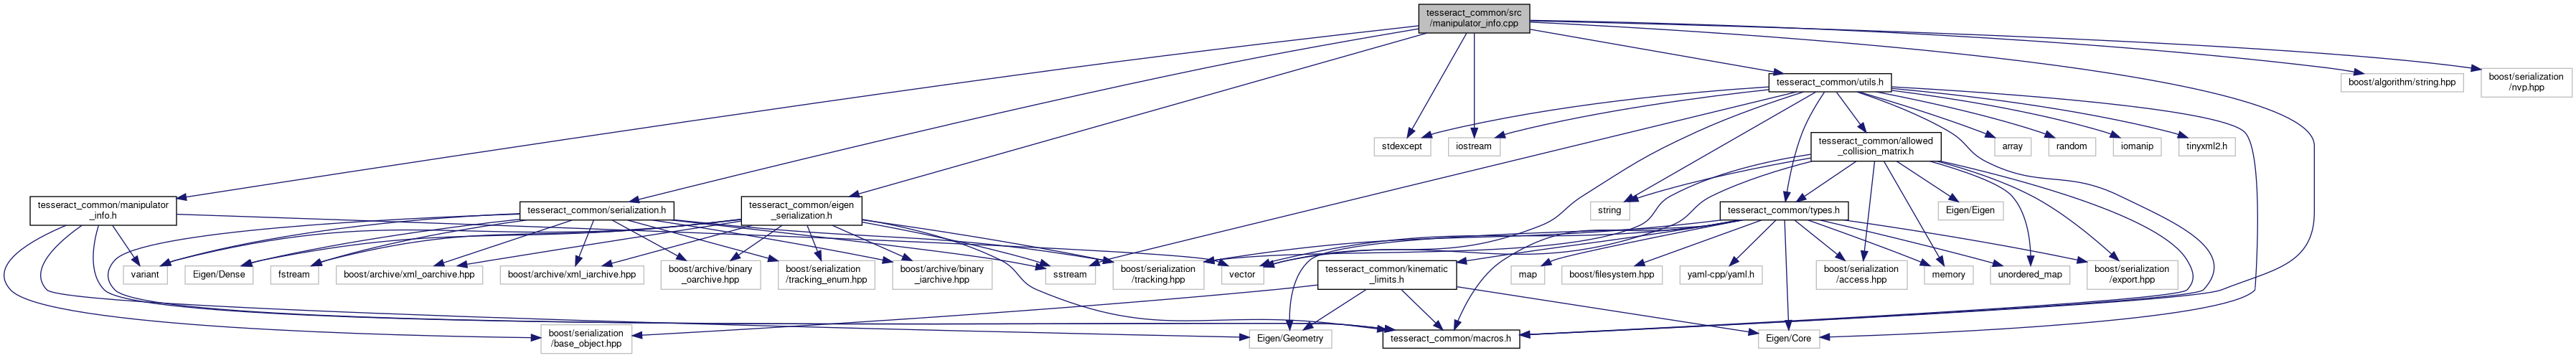 tesseract_common/src
/manipulator_info.cpp
tesseract_common/utils.h
boost/algorithm/string.hpp
boost/serialization
/nvp.hpp
stdexcept
iostream
tesseract_common/allowed
_collision_matrix.h
array
random
iomanip
tinyxml2.h
tesseract_common/manipulator
_info.h
tesseract_common/serialization.h
tesseract_common/eigen
_serialization.h
string
tesseract_common/types.h
Eigen/Eigen
variant
Eigen/Dense
fstream
boost/archive/xml_oarchive.hpp
boost/archive/xml_iarchive.hpp
boost/archive/binary
_oarchive.hpp
boost/serialization
/tracking_enum.hpp
boost/archive/binary
_iarchive.hpp
sstream
boost/serialization
/tracking.hpp
vector
tesseract_common/kinematic
_limits.h
map
boost/filesystem.hpp
yaml-cpp/yaml.h
boost/serialization
/access.hpp
memory
unordered_map
boost/serialization
/export.hpp
boost/serialization
/base_object.hpp
Eigen/Geometry
tesseract_common/macros.h
Eigen/Core